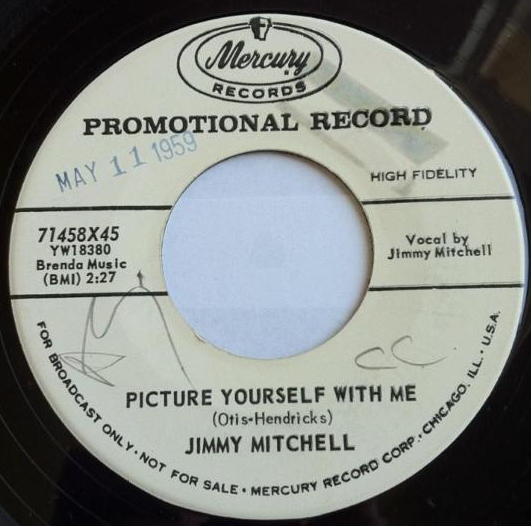 Mercury
RECORDS
PROMOTIONAL RECORD
MAY 11 1959
HIGH FIDELITY
71458X45
YW18380
Brenda Music
(BMI) 2:27
Vocal by
Jimmy Mitchell
CC
PICTURE YOURSELF WITH ME
(Otis-Hendricks)
JIMMY MITCHELL
FOR BROADCAST ONLY • NOT FOR SALE • MERCURY RECORD CORP. • CHICAGO. ILL. • U.S.A.